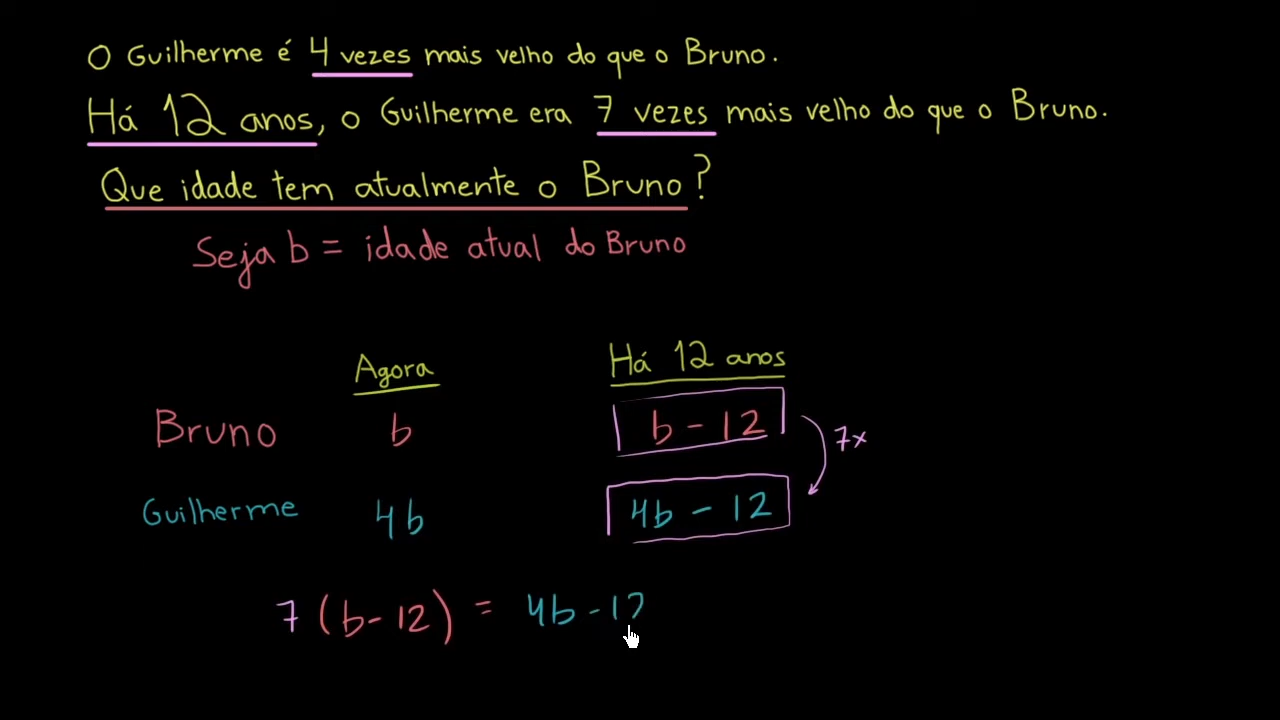 O Guilherme é 4 vezes mais velho do que o Bruno.
Há 12 anos, o Guilherme era 7 vezes mais velho do que o Bruno.
Que idade tem atualmente o Bruno?
Seja b = idade atual do Bruno
Agora Há 12 anos
Bruno b b - 12
7x
Guilherme 4b 4b - 12
7 (b - 12) = 4b - 12